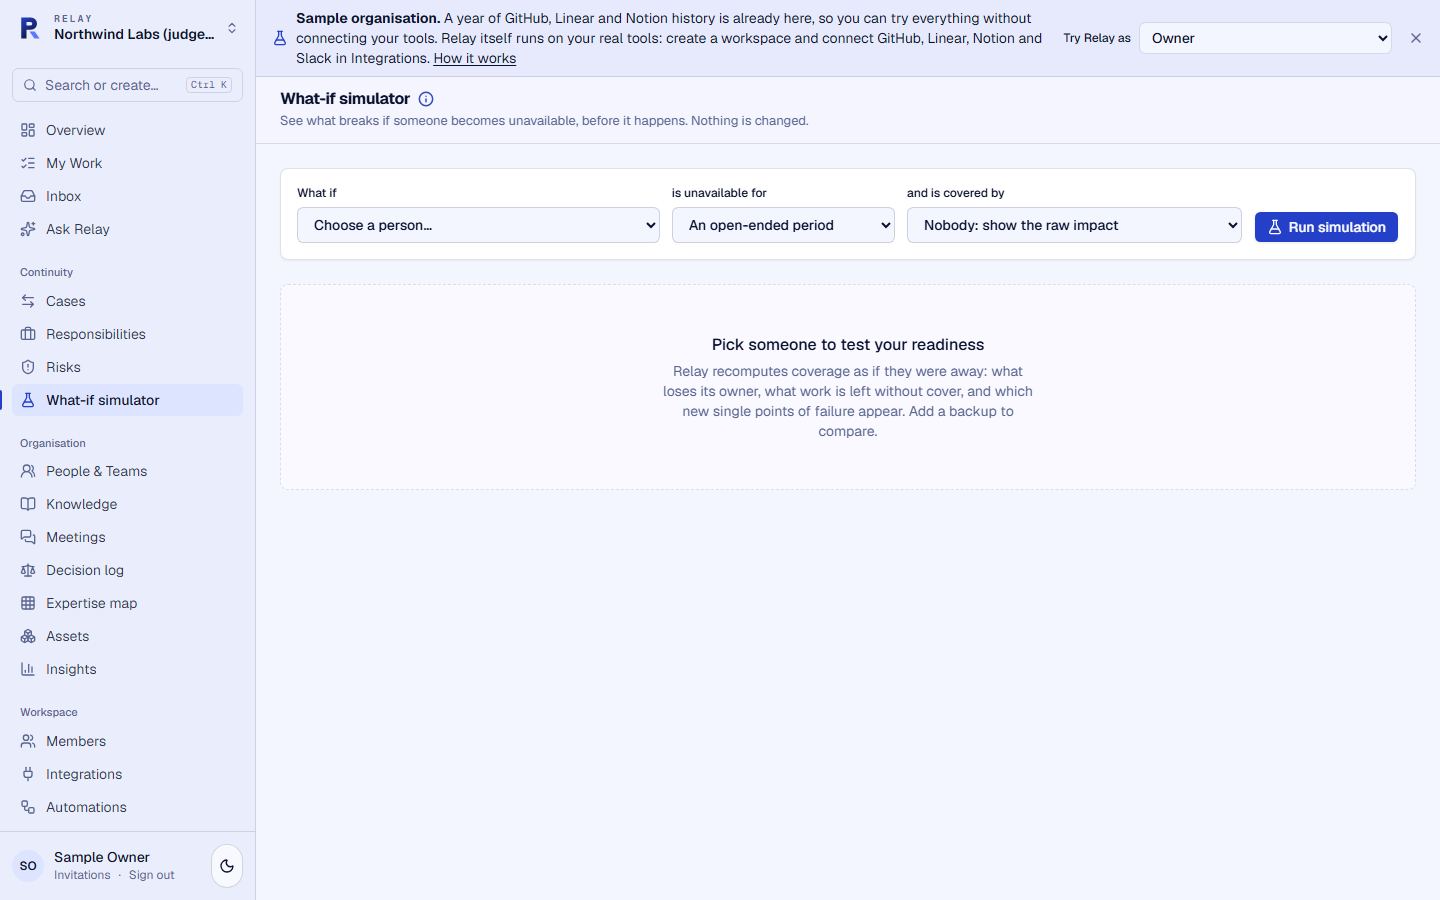 RELAY
Northwind Labs (judge...
Search or create...
Ctrl K
Overview
My Work
Inbox
Ask Relay
Continuity
Cases
Responsibilities
Risks
What-if simulator
Organisation
People & Teams
Knowledge
Meetings
Decision log
Expertise map
Assets
Insights
Workspace
Members
Integrations
Automations
SO
Sample Owner
Invitations · Sign out
Sample organisation. A year of GitHub, Linear and Notion history is already here, so you can try everything without
connecting your tools. Relay itself runs on your real tools: create a workspace and connect GitHub, Linear, Notion and
Slack in Integrations. How it works
Try Relay as
Owner
What-if simulator
See what breaks if someone becomes unavailable, before it happens. Nothing is changed.
What if
is unavailable for
and is covered by
Choose a person...
An open-ended period
Nobody: show the raw impact
Run simulation
Pick someone to test your readiness
Relay recomputes coverage as if they were away: what
loses its owner, what work is left without cover, and which
new single points of failure appear. Add a backup to
compare.